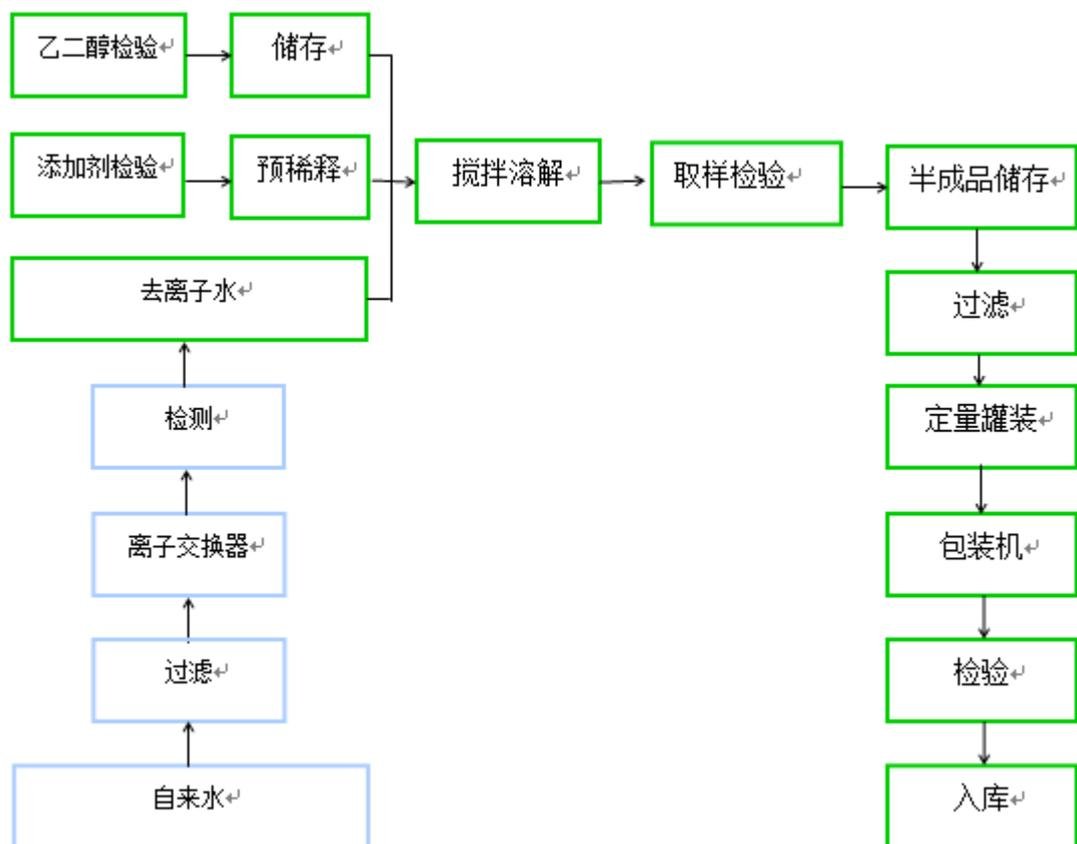 乙二醇检验
储存
添加剂检验
预稀释
搅拌溶解
取样检验
半成品储存
去离子水
过滤
检测
定量罐装
离子交换器
包装机
过滤
检验
自来水
入库